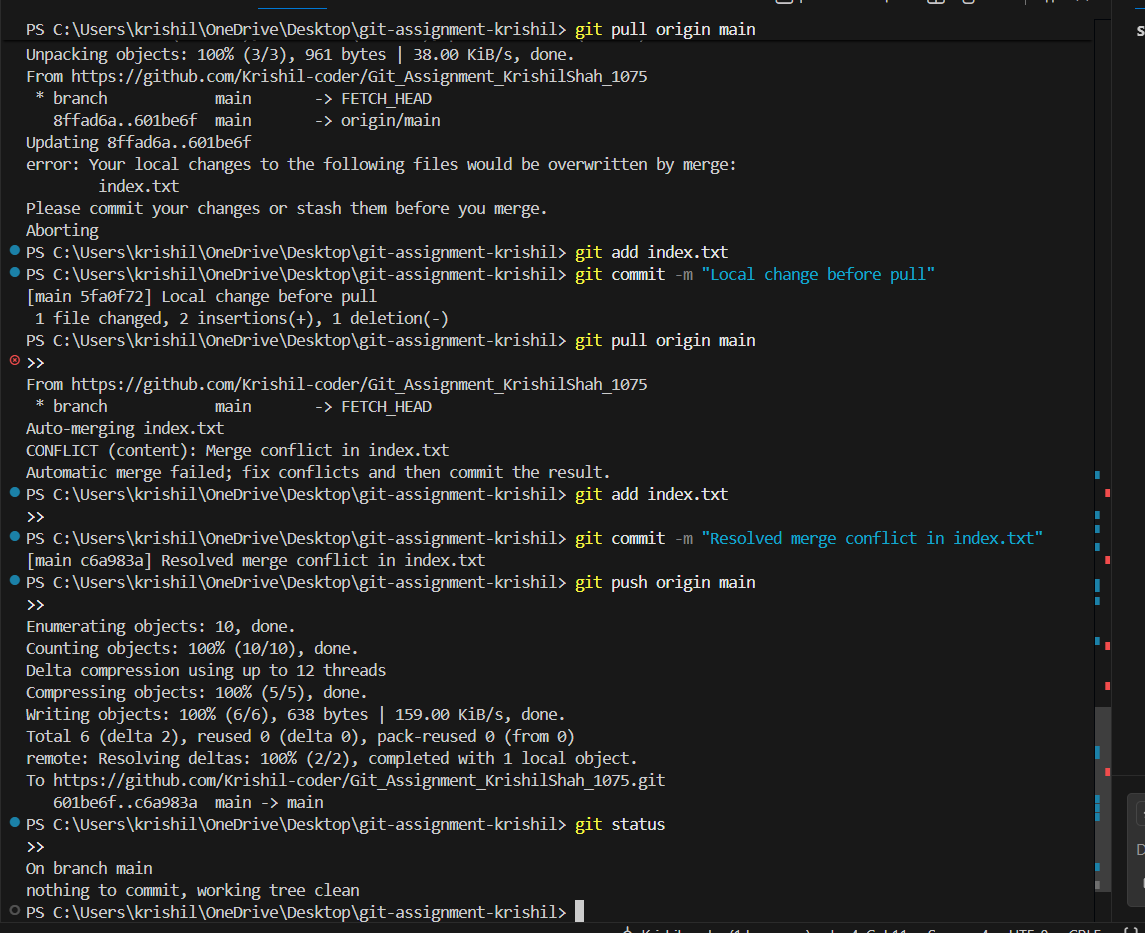 PS C:\Users\krishil\OneDrive\Desktop\git-assignment-krishil> git pull origin main
Unpacking objects: 100% (3/3), 961 bytes | 38.00 KiB/s, done.
From https://github.com/Krishil-coder/Git_Assignment_KrishilShah_1075
 * branch            main       -> FETCH_HEAD
   8ffad6a..601be6f  main       -> origin/main
Updating 8ffad6a..601be6f
error: Your local changes to the following files would be overwritten by merge:
        index.txt
Please commit your changes or stash them before you merge.
Aborting
PS C:\Users\krishil\OneDrive\Desktop\git-assignment-krishil> git add index.txt
PS C:\Users\krishil\OneDrive\Desktop\git-assignment-krishil> git commit -m "Local change before pull"
[main 5fa0f72] Local change before pull
 1 file changed, 2 insertions(+), 1 deletion(-)
PS C:\Users\krishil\OneDrive\Desktop\git-assignment-krishil> git pull origin main
>>
From https://github.com/Krishil-coder/Git_Assignment_KrishilShah_1075
 * branch            main       -> FETCH_HEAD
Auto-merging index.txt
CONFLICT (content): Merge conflict in index.txt
Automatic merge failed; fix conflicts and then commit the result.
PS C:\Users\krishil\OneDrive\Desktop\git-assignment-krishil> git add index.txt
>>
PS C:\Users\krishil\OneDrive\Desktop\git-assignment-krishil> git commit -m "Resolved merge conflict in index.txt"
[main c6a983a] Resolved merge conflict in index.txt
PS C:\Users\krishil\OneDrive\Desktop\git-assignment-krishil> git push origin main
>>
Enumerating objects: 10, done.
Counting objects: 100% (10/10), done.
Delta compression using up to 12 threads
Compressing objects: 100% (5/5), done.
Writing objects: 100% (6/6), 638 bytes | 159.00 KiB/s, done.
Total 6 (delta 2), reused 0 (delta 0), pack-reused 0 (from 0)
remote: Resolving deltas: 100% (2/2), completed with 1 local object.
To https://github.com/Krishil-coder/Git_Assignment_KrishilShah_1075.git
   601be6f..c6a983a  main -> main
PS C:\Users\krishil\OneDrive\Desktop\git-assignment-krishil> git status
>>
On branch main
nothing to commit, working tree clean
PS C:\Users\krishil\OneDrive\Desktop\git-assignment-krishil>